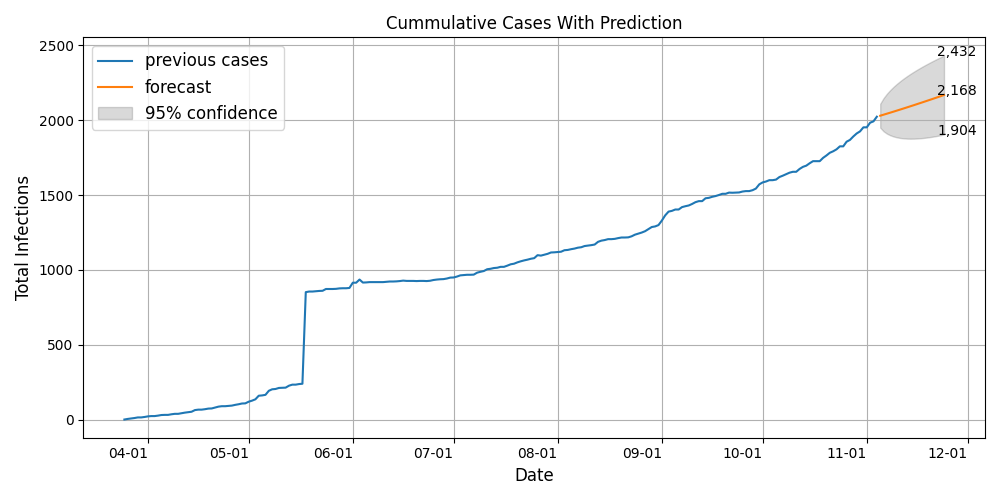 Cummulative Cases With Prediction
previous cases
forecast
95% confidence
2500
2000
1500
1000
500
0
Total Infections
2,432
2,168
1,904
04-01 05-01 06-01 07-01 08-01 09-01 10-01 11-01 12-01
Date